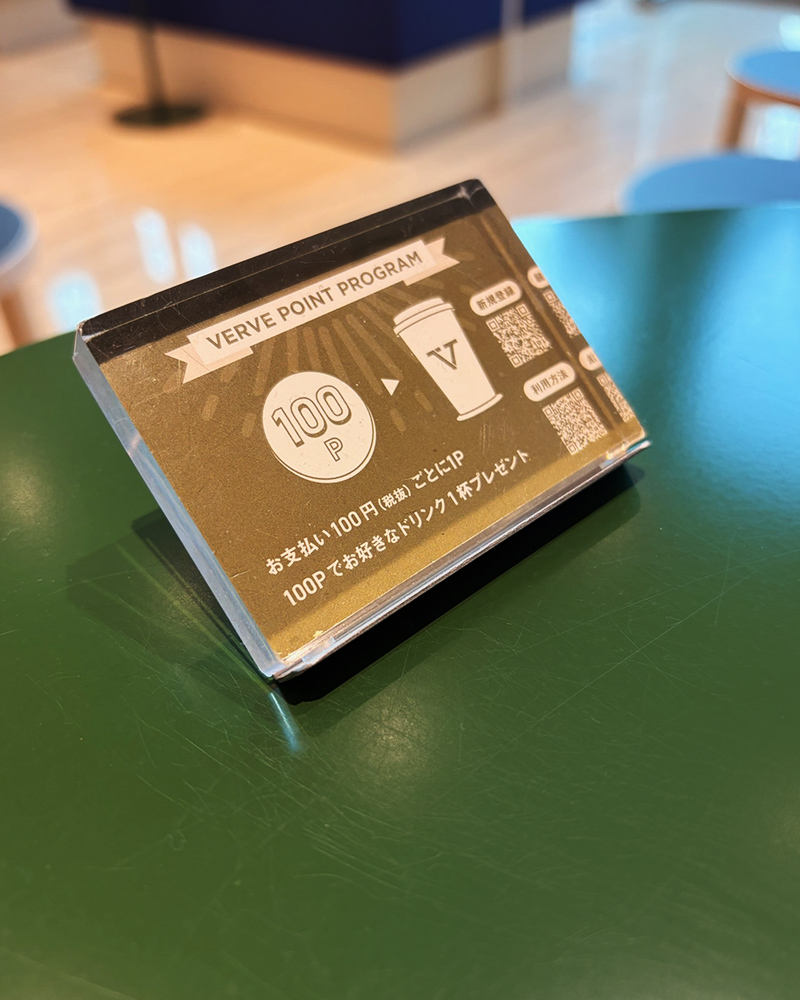 VERVE POINT PROGRAM
100
P
V
新規登録
利用方法
お支払い100円(税抜)ごとに1P
100Pでお好きなドリンク1杯プレゼント